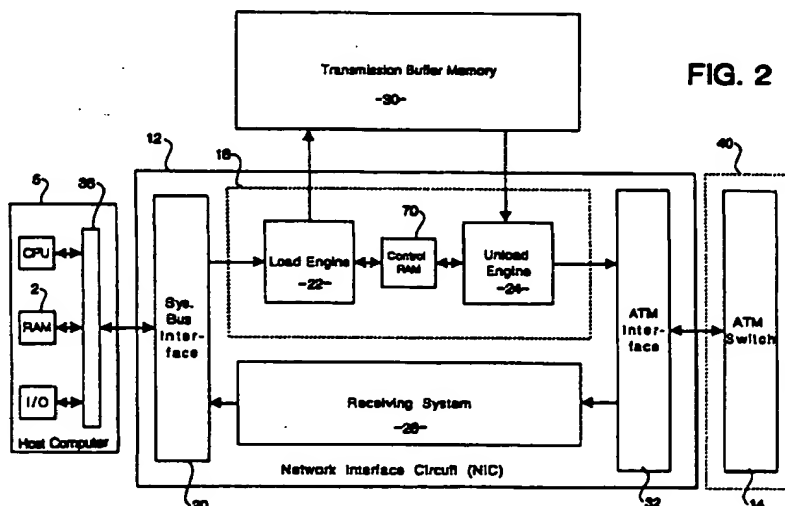 Transmission Buffer Memory
-30-
FIG. 2
12
18
40
5
36
70
CPU
2
RAM
I/O
Host Computer
Sys.
Bus
Inter-
face
Load Engine
-22-
Control
RAM
Unload
Engine
-24-
ATM
Inter-
face
ATM
Switch
Receiving System
-26-
Network Interface Circuit (NIC)
32